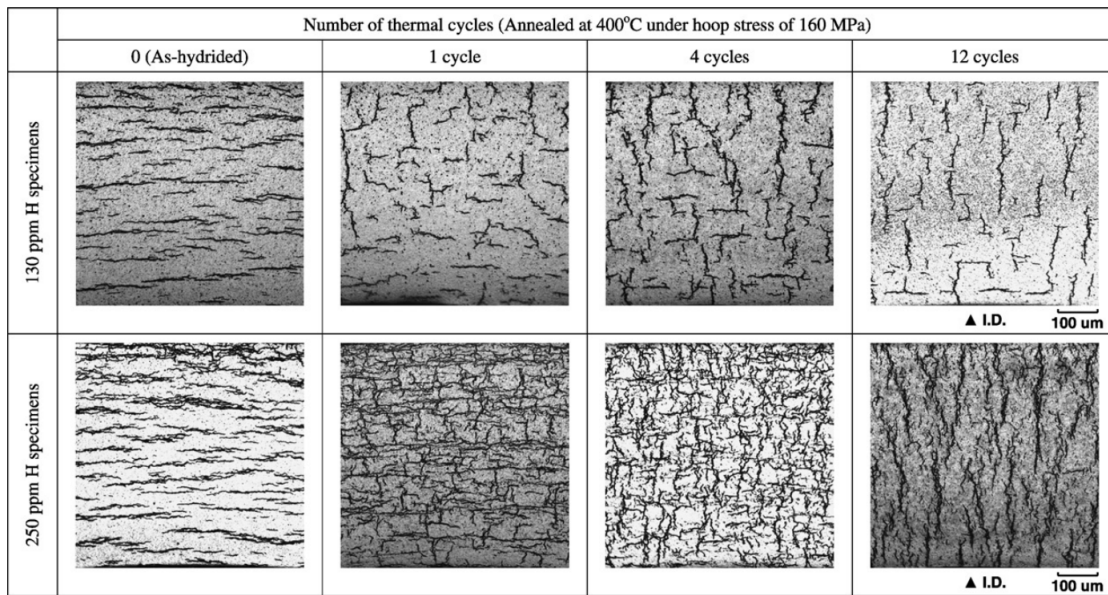 Number of thermal cycles (Annealed at 400°C under hoop stress of 160 MPa)
0 (As-hydrided)
1 cycle
4 cycles
12 cycles
130 ppm H specimens
▲ I.D.
100 um
250 ppm H specimens
▲ I.D.
100 um